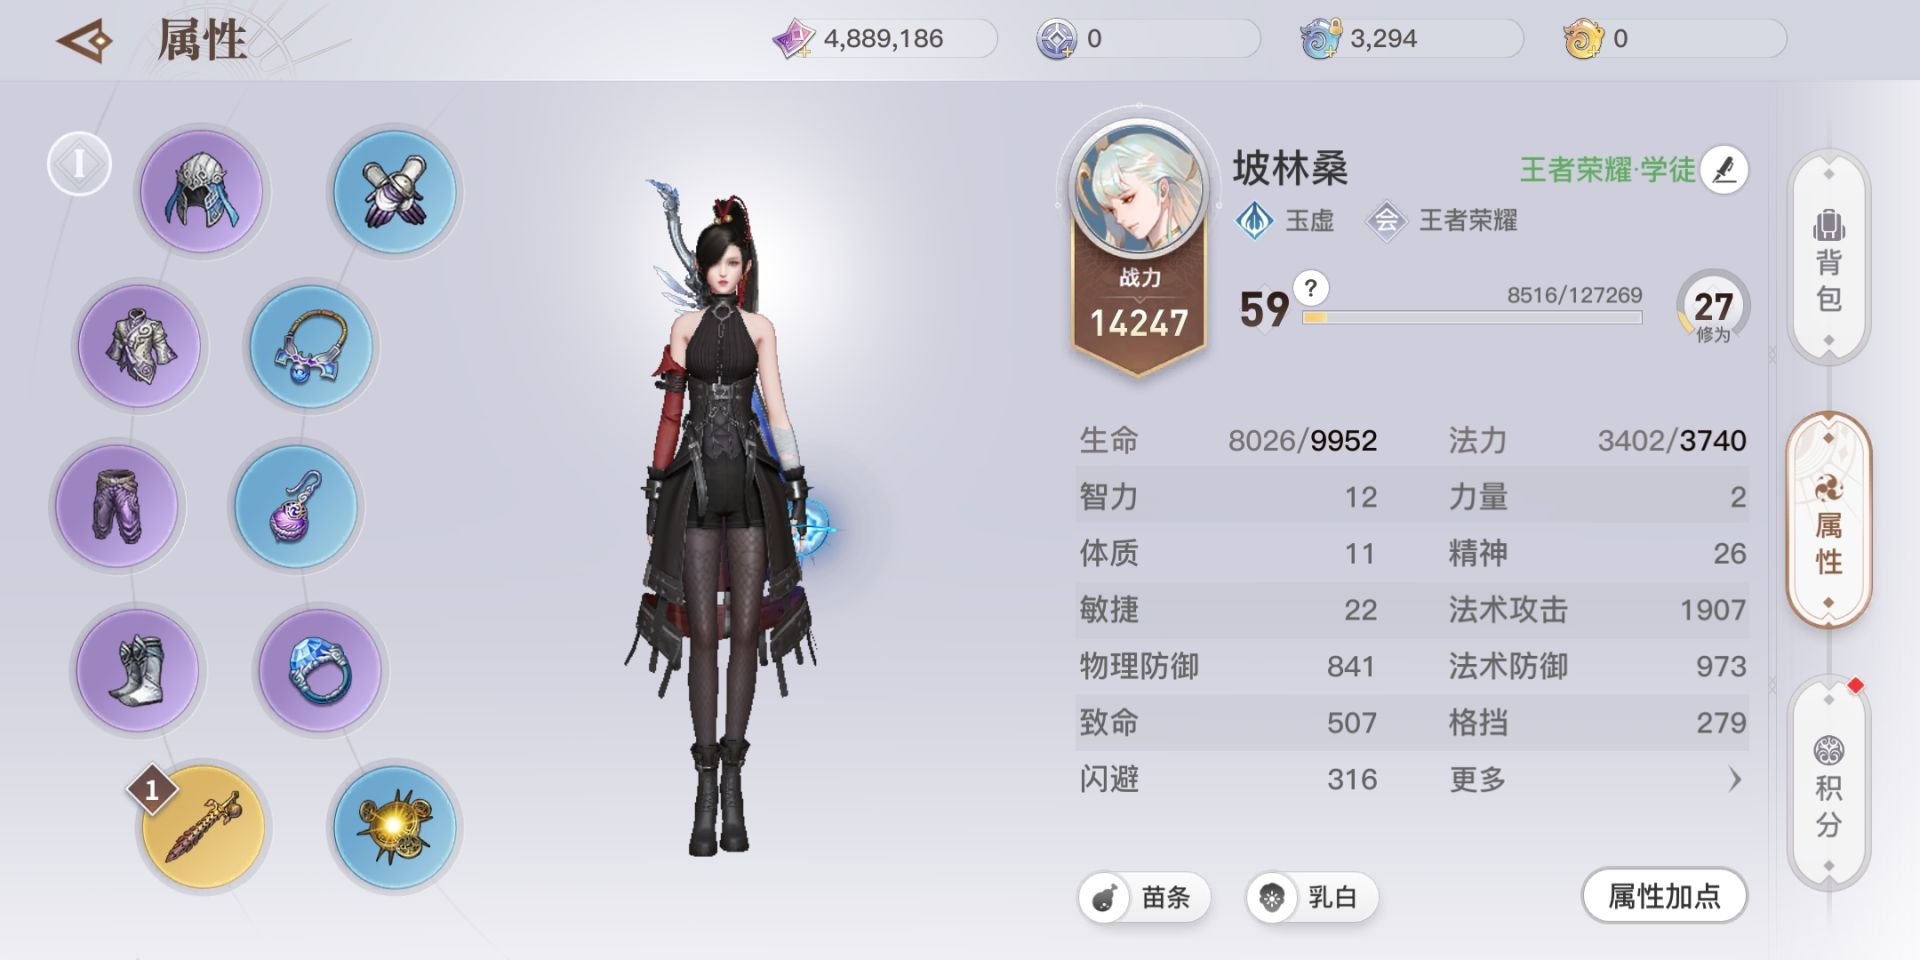 属性
4,889,186
0
3,294
0
I
1
战力
14247
坡林桑
王者荣耀·学徒
玉虚
会
王者荣耀
59
?
8516/127269
27
修为
生命 8026/9952 法力 3402/3740
智力 12 力量 2
体质 11 精神 26
敏捷 22 法术攻击 1907
物理防御 841 法术防御 973
致命 507 格挡 279
闪避 316 更多
苗条
乳白
属性加点
背包
属性
积分